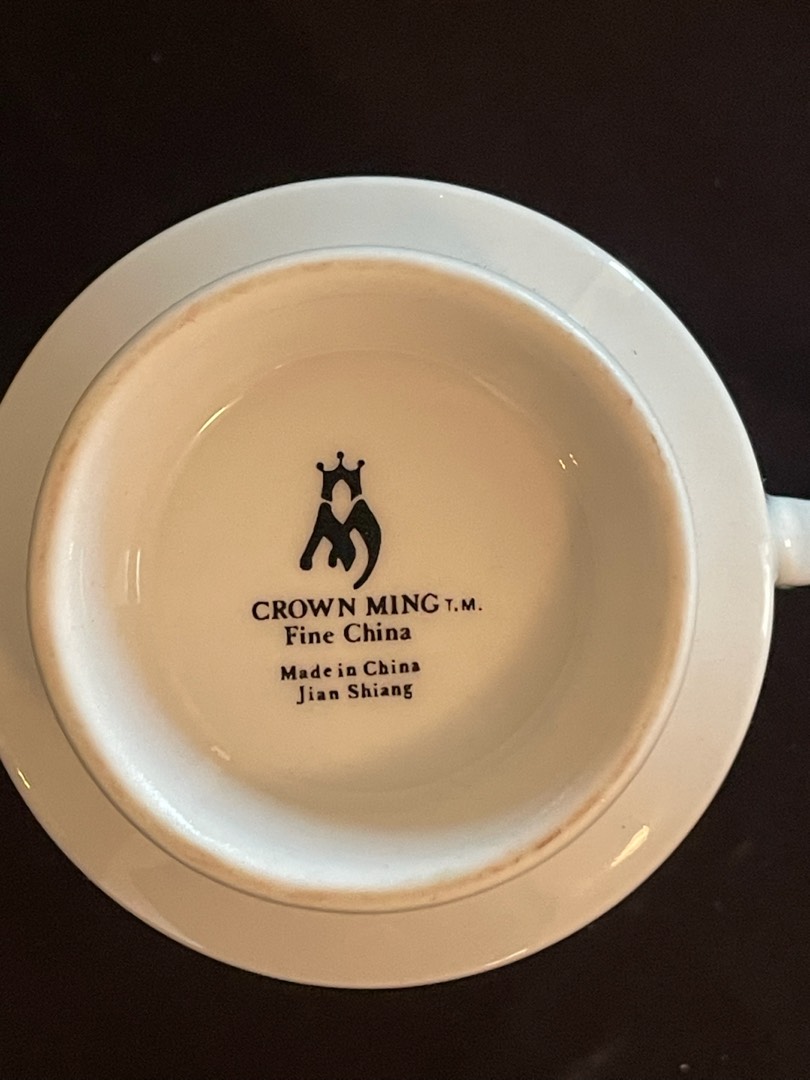 CROWN MING T.M.
Fine China
Made in China
Jian Shiang